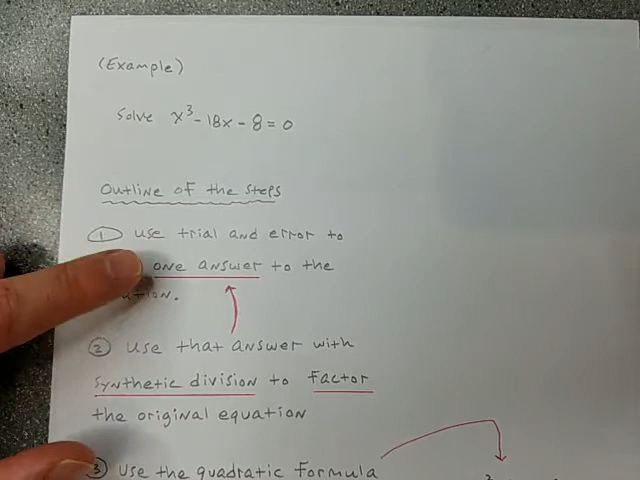 (Example)
Solve x³ - 18x - 8 = 0
Outline of the steps
① Use trial and error to
one answer to the
② Use that answer with
synthetic division to factor
the original equation
③ Use the quadratic formula